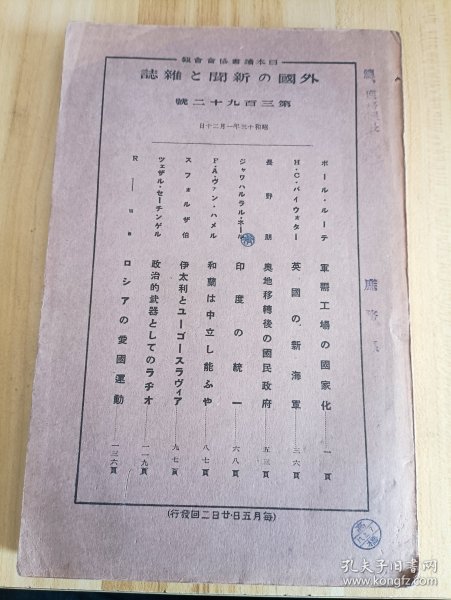 報會會協書讀本日
誌雜と聞新の國外
號二十九百三第
日十二月一年三十和昭
ポール・ルーテ 軍需工場の國家化……一頁
H・C・バイウォター 英國の新海軍……三六頁
長野朗 奥地移轉後の國民政府……五三頁
ジャワハルラル・ネール 印度の統一……六八頁
F・A・ヴァン・ハメル 和蘭は中立し能ふや……八七頁
スフォルザ伯 伊太利とユーゴースラヴィア……九七頁
ツェザル・セーチンゲル 政治的武器としてのラヂオ……一一九頁
R ロシアの愛國運動……一三六頁
(行發回二日廿・日五月每)
孔夫子旧书网